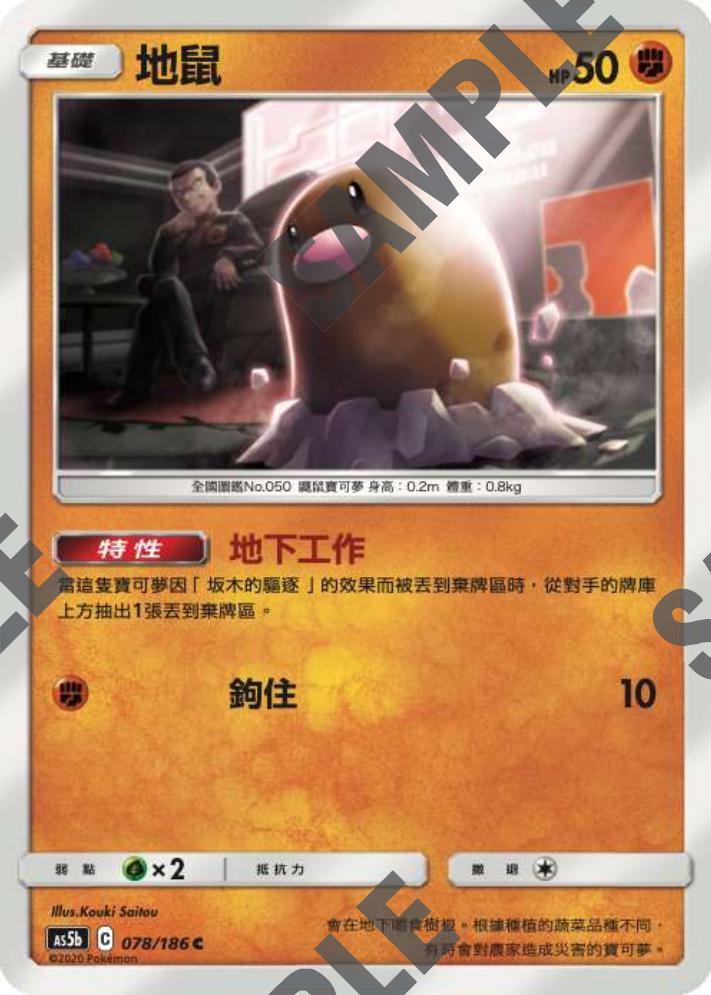 基礎
地鼠
HP 50
全國圖鑑No.050 鼴鼠寶可夢 身高：0.2m 體重：0.8kg
特性 地下工作
當這隻寶可夢因「坂木的驅逐」的效果而被丟到棄牌區時，從對手的牌庫
上方抽出1張丟到棄牌區。
鉤住 10
弱點 ×2 抵抗力 撤退
Illus.Kouki Saitou
AS5b C 078/186 C
©2020 Pokémon
會在地下嚙食樹根。根據種植的蔬菜品種不同，
有時會對農家造成災害的寶可夢。
SAMPLE